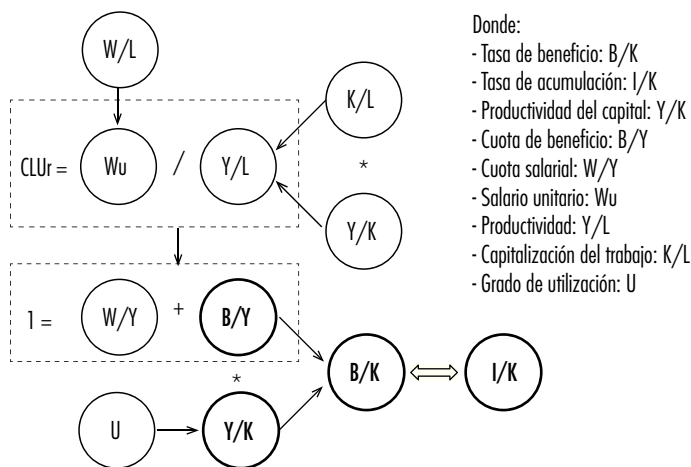 W/L
K/L
CLUr = Wu / Y/L
*
Y/K
1 = W/Y + B/Y
B/K
I/K
*
U
Y/K
Donde:
- Tasa de beneficio: B/K
- Tasa de acumulación: I/K
- Productividad del capital: Y/K
- Cuota de beneficio: B/Y
- Cuota salarial: W/Y
- Salario unitario: Wu
- Productividad: Y/L
- Capitalización del trabajo: K/L
- Grado de utilización: U